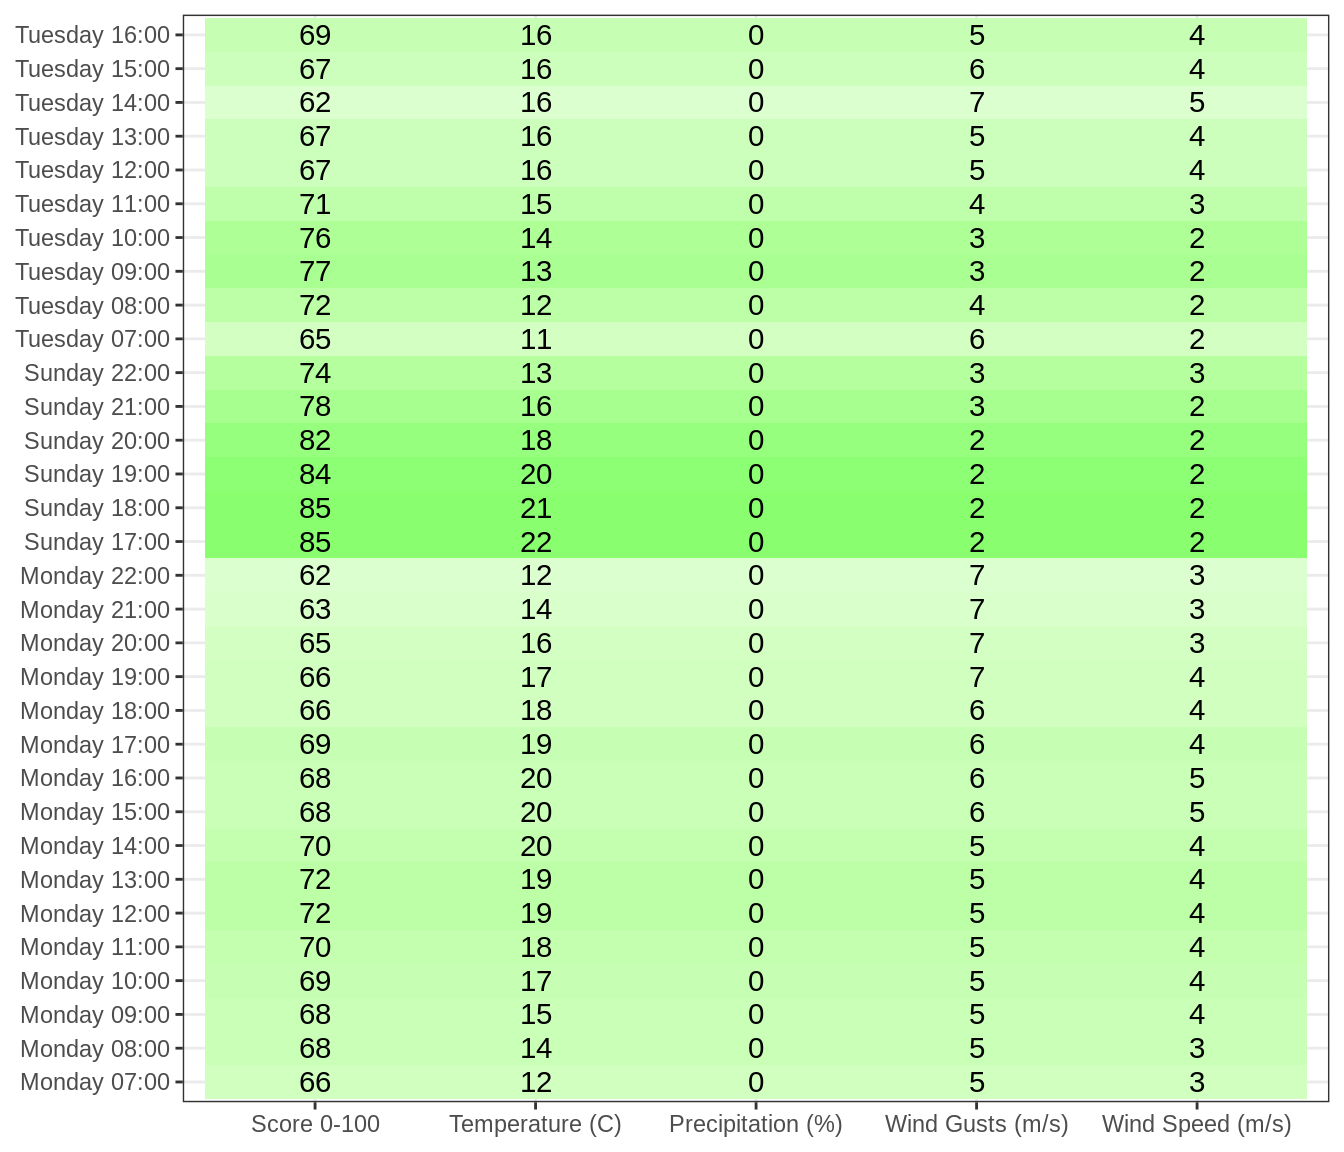 Tuesday 16:00 69 16 0 5 4
Tuesday 15:00 67 16 0 6 4
Tuesday 14:00 62 16 0 7 5
Tuesday 13:00 67 16 0 5 4
Tuesday 12:00 67 16 0 5 4
Tuesday 11:00 71 15 0 4 3
Tuesday 10:00 76 14 0 3 2
Tuesday 09:00 77 13 0 3 2
Tuesday 08:00 72 12 0 4 2
Tuesday 07:00 65 11 0 6 2
Sunday 22:00 74 13 0 3 3
Sunday 21:00 78 16 0 3 2
Sunday 20:00 82 18 0 2 2
Sunday 19:00 84 20 0 2 2
Sunday 18:00 85 21 0 2 2
Sunday 17:00 85 22 0 2 2
Monday 22:00 62 12 0 7 3
Monday 21:00 63 14 0 7 3
Monday 20:00 65 16 0 7 3
Monday 19:00 66 17 0 7 4
Monday 18:00 66 18 0 6 4
Monday 17:00 69 19 0 6 4
Monday 16:00 68 20 0 6 5
Monday 15:00 68 20 0 6 5
Monday 14:00 70 20 0 5 4
Monday 13:00 72 19 0 5 4
Monday 12:00 72 19 0 5 4
Monday 11:00 70 18 0 5 4
Monday 10:00 69 17 0 5 4
Monday 09:00 68 15 0 5 4
Monday 08:00 68 14 0 5 3
Monday 07:00 66 12 0 5 3
Score 0-100 Temperature (C) Precipitation (%) Wind Gusts (m/s) Wind Speed (m/s)